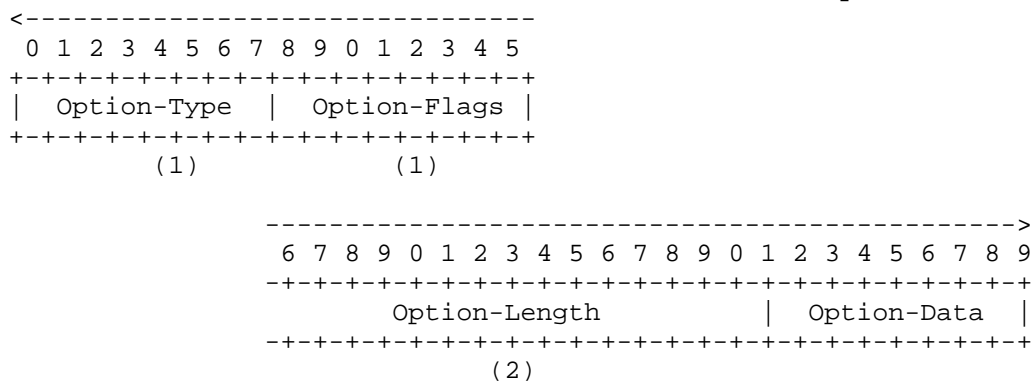 <--------------------------------
 0 1 2 3 4 5 6 7 8 9 0 1 2 3 4 5
+-+-+-+-+-+-+-+-+-+-+-+-+-+-+-+-+
|  Option-Type  |  Option-Flags |
+-+-+-+-+-+-+-+-+-+-+-+-+-+-+-+-+
         (1)            (1)
----------------------------------------------->
 6 7 8 9 0 1 2 3 4 5 6 7 8 9 0 1 2 3 4 5 6 7 8 9
-+-+-+-+-+-+-+-+-+-+-+-+-+-+-+-+-+-+-+-+-+-+-+-+
        Option-Length          |  Option-Data  |
-+-+-+-+-+-+-+-+-+-+-+-+-+-+-+-+-+-+-+-+-+-+-+-+
              (2)